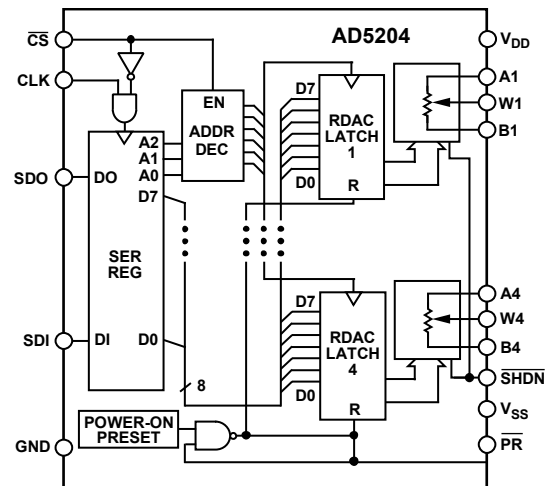 AD5204
CS
CLK
SDO
SDI
GND
VDD
A1
W1
B1
A4
W4
B4
SHDN
VSS
PR
EN
ADDR
DEC
A2
A1
A0
D7
DO
SER
REG
DI
D0
8
D7
RDAC
LATCH
1
D0
R
D7
RDAC
LATCH
4
D0
R
POWER-ON
PRESET